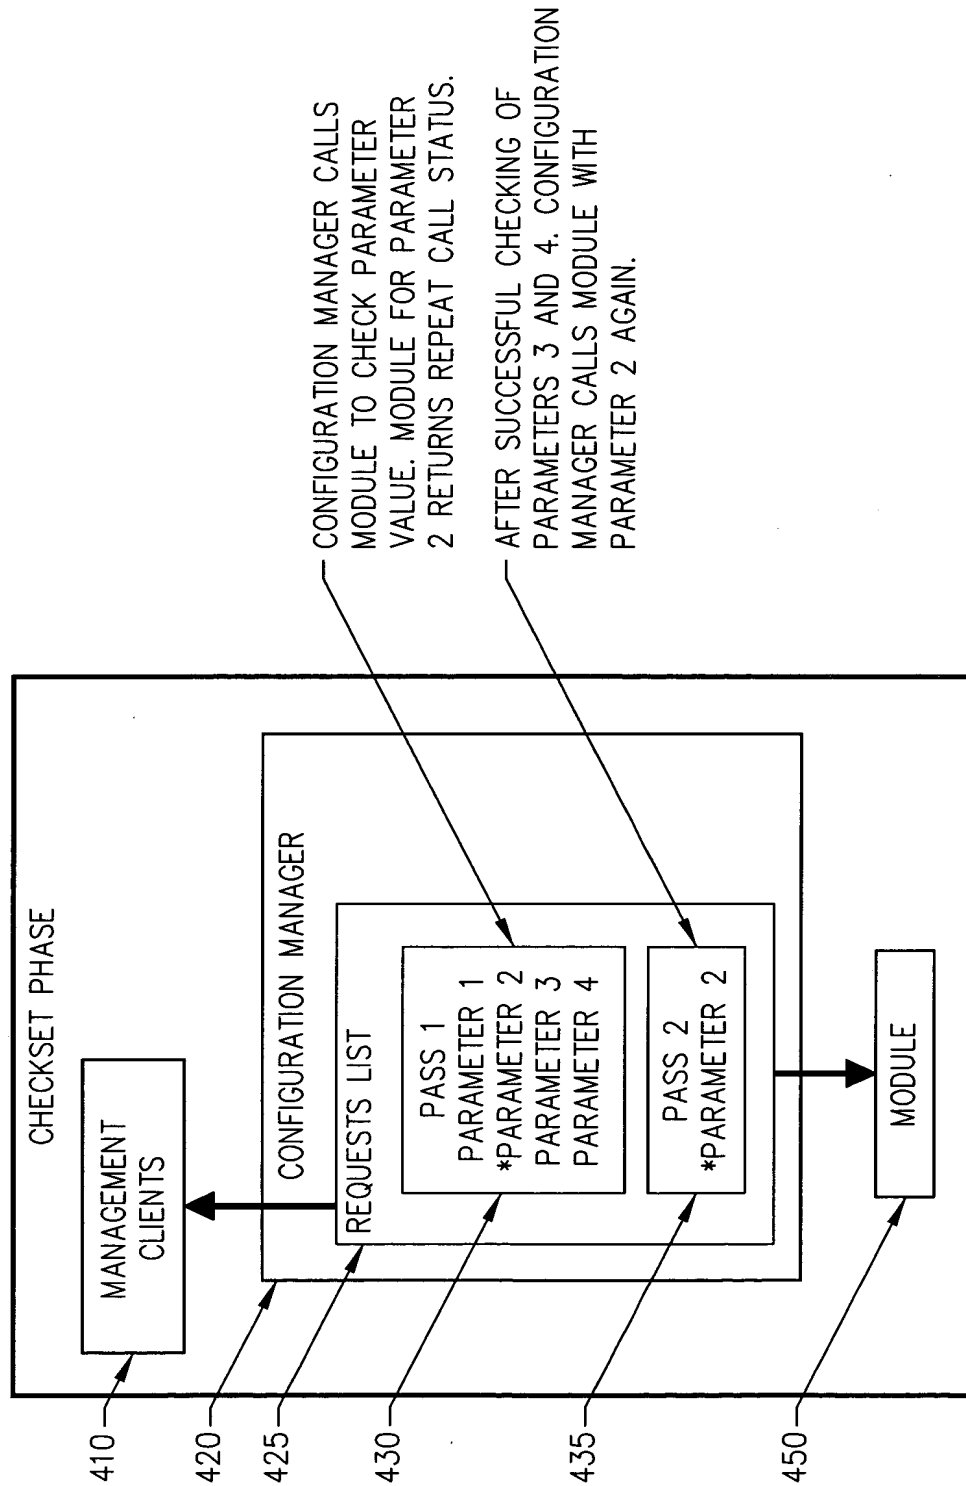 CHECKSET PHASE
MANAGEMENT
CLIENTS
CONFIGURATION MANAGER
REQUESTS LIST
PASS 1
PARAMETER 1
*PARAMETER 2
PARAMETER 3
PARAMETER 4
PASS 2
*PARAMETER 2
MODULE
410
420
425
430
435
450
CONFIGURATION MANAGER CALLS
MODULE TO CHECK PARAMETER
VALUE. MODULE FOR PARAMETER
2 RETURNS REPEAT CALL STATUS.
AFTER SUCCESSFUL CHECKING OF
PARAMETERS 3 AND 4. CONFIGURATION
MANAGER CALLS MODULE WITH
PARAMETER 2 AGAIN.